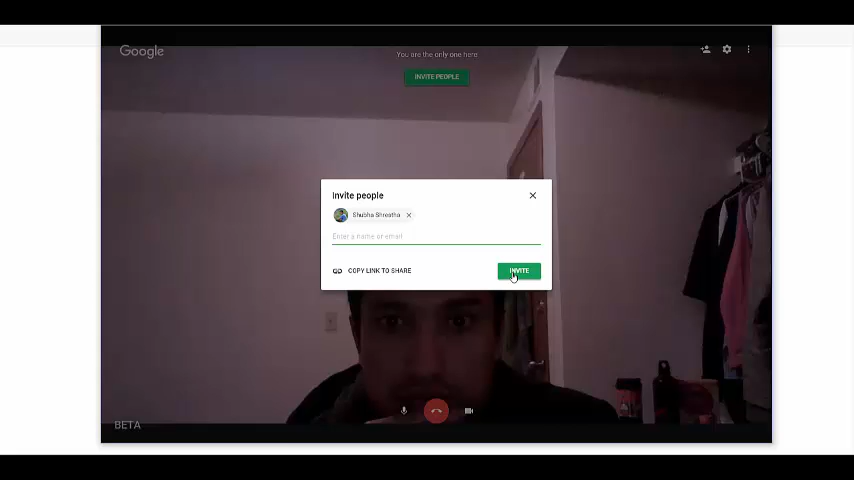 Google
You are the only one here
INVITE PEOPLE
Invite people
Shubha Shrestha
Enter a name or email
COPY LINK TO SHARE
INVITE
BETA